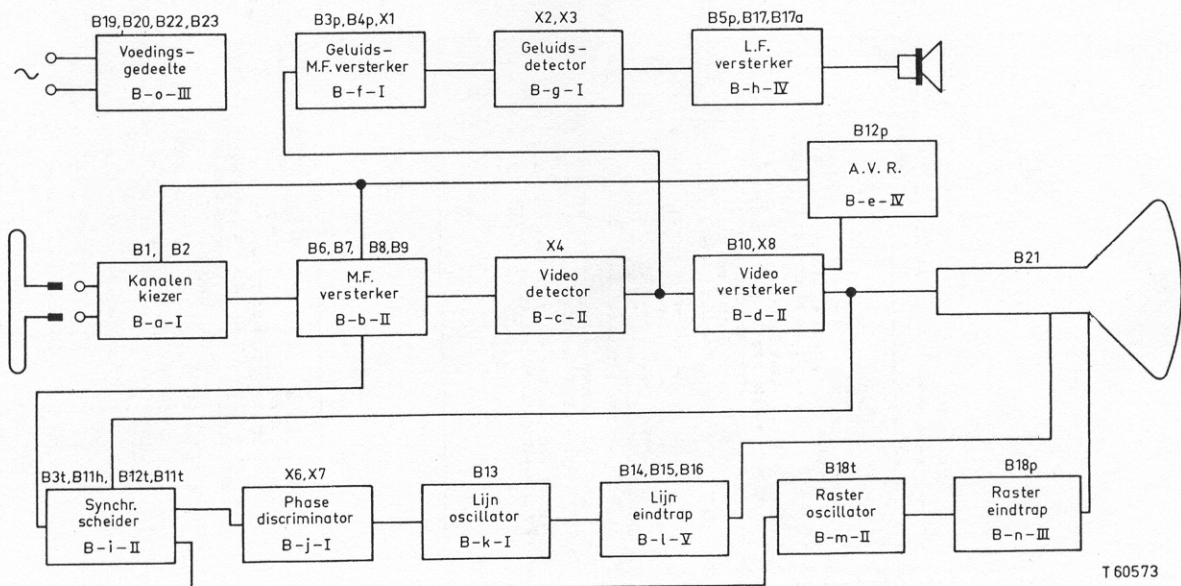 B19, B20, B22, B23
Voedings-
gedeelte
B-o-III
B3p, B4p, X1
Geluids-
M.F. versterker
B-f-I
X2, X3
Geluids-
detector
B-g-I
B5p, B17, B17a
L.F.
versterker
B-h-IV
B12p
A.V.R.
B-e-IV
B1, B2
Kanalen
kiezer
B-a-I
B6, B7, B8, B9
M.F.
versterker
B-b-II
X4
Video
detector
B-c-II
B10, X8
Video
versterker
B-d-II
B21
B3t, B11h, B12t, B11t
Synchr.
scheider
B-i-II
X6, X7
Phase
discriminator
B-j-I
B13
Lijn
oscillator
B-k-I
B14, B15, B16
Lijn
eindtrap
B-l-V
B18t
Raster
oscillator
B-m-II
B18p
Raster
eindtrap
B-n-III
T 60573